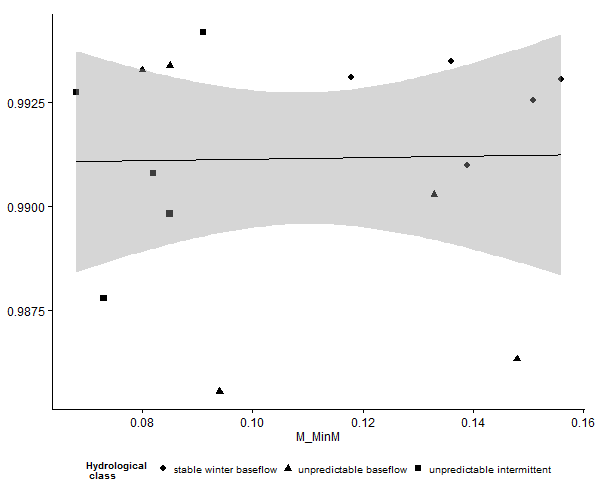 0.9925
0.9900
0.9875
0.08 0.10 0.12 0.14 0.16
M_MinM
Hydrological
class
stable winter baseflow unpredictable baseflow unpredictable intermittent